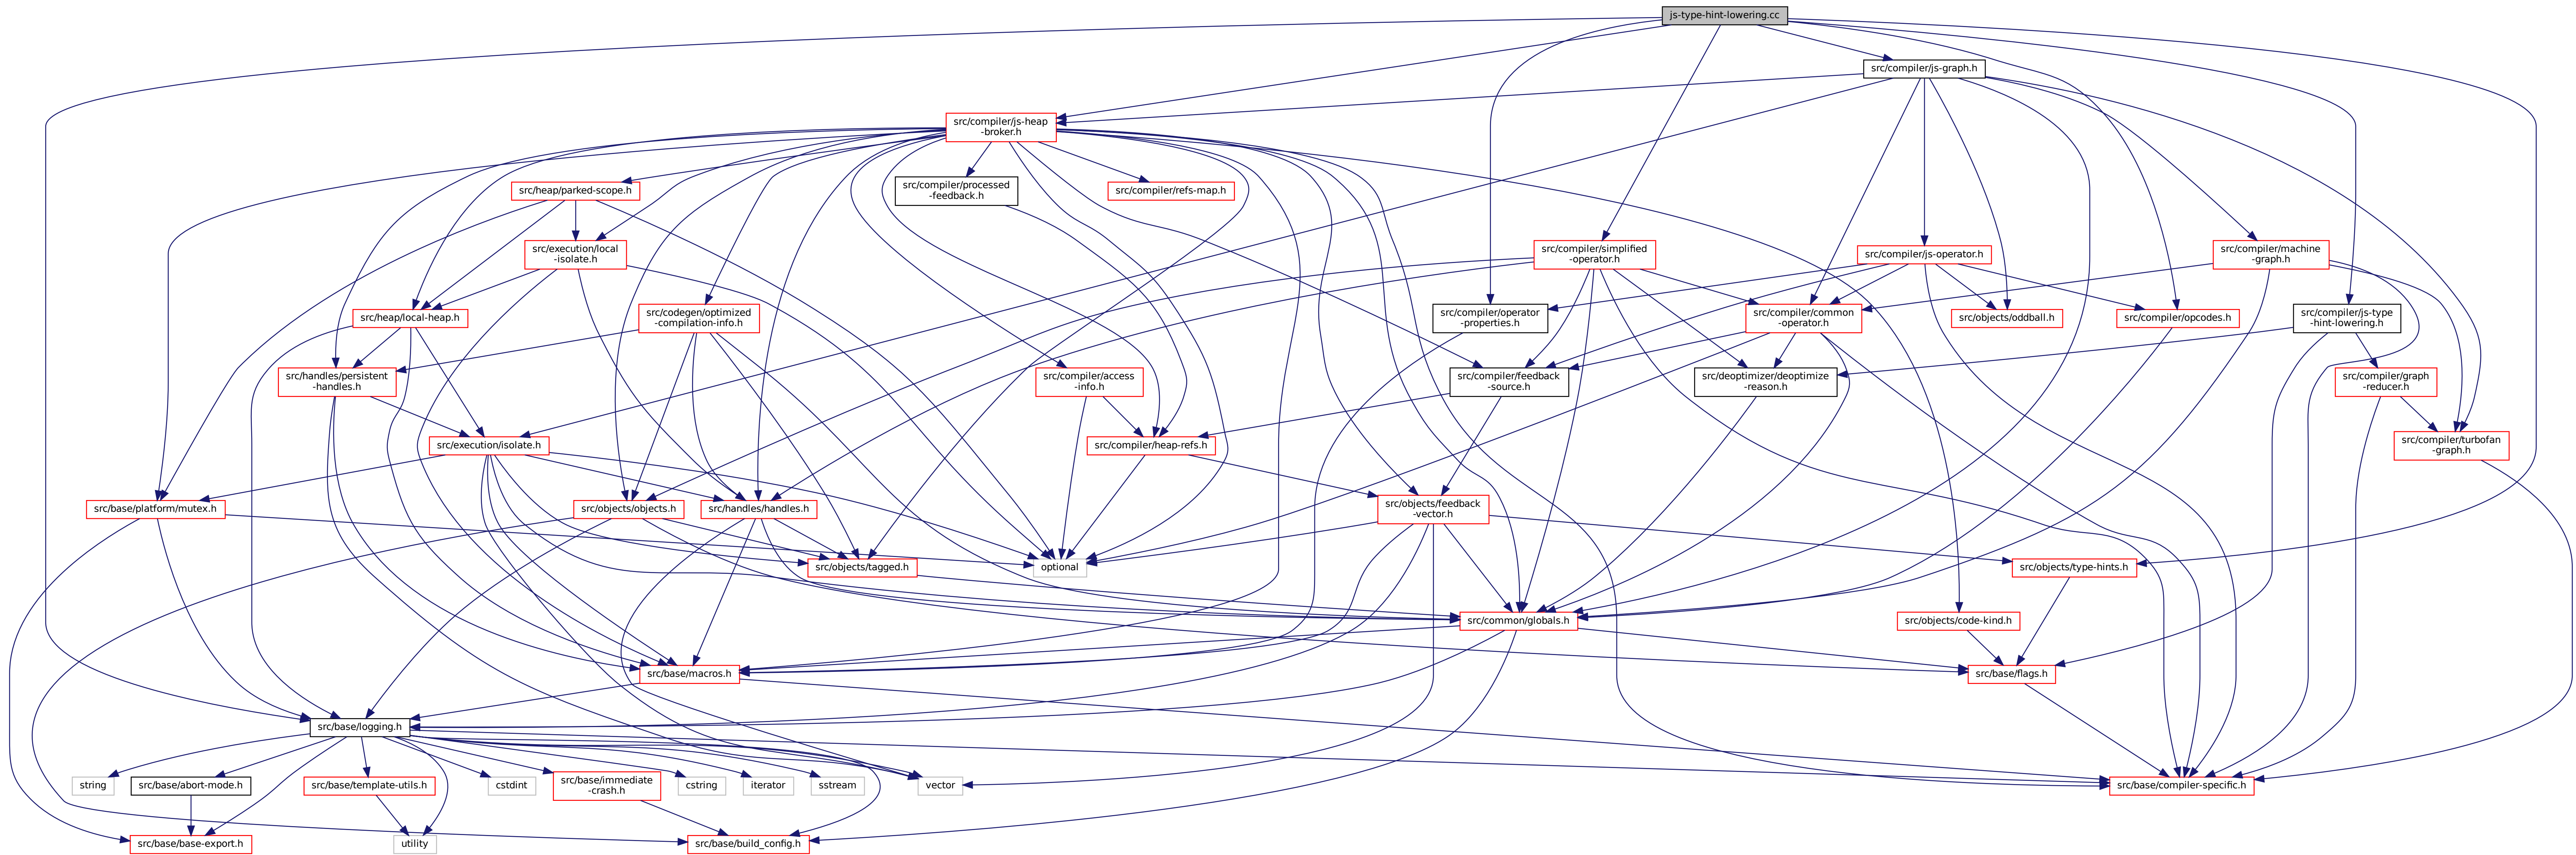 js-type-hint-lowering.cc
src/compiler/js-graph.h
src/compiler/js-heap
-broker.h
src/heap/parked-scope.h
src/compiler/processed
-feedback.h
src/compiler/refs-map.h
src/execution/local
-isolate.h
src/compiler/simplified
-operator.h
src/compiler/js-operator.h
src/compiler/machine
-graph.h
src/heap/local-heap.h
src/codegen/optimized
-compilation-info.h
src/compiler/operator
-properties.h
src/compiler/common
-operator.h
src/objects/oddball.h
src/compiler/opcodes.h
src/compiler/js-type
-hint-lowering.h
src/handles/persistent
-handles.h
src/compiler/access
-info.h
src/compiler/feedback
-source.h
src/deoptimizer/deoptimize
-reason.h
src/compiler/graph
-reducer.h
src/execution/isolate.h
src/compiler/heap-refs.h
src/compiler/turbofan
-graph.h
src/base/platform/mutex.h
src/objects/objects.h
src/handles/handles.h
src/objects/feedback
-vector.h
src/objects/tagged.h
optional
src/objects/type-hints.h
src/common/globals.h
src/objects/code-kind.h
src/base/macros.h
src/base/flags.h
src/base/logging.h
string
src/base/abort-mode.h
src/base/template-utils.h
cstdint
src/base/immediate
-crash.h
cstring
iterator
sstream
vector
src/base/compiler-specific.h
src/base/base-export.h
utility
src/base/build_config.h